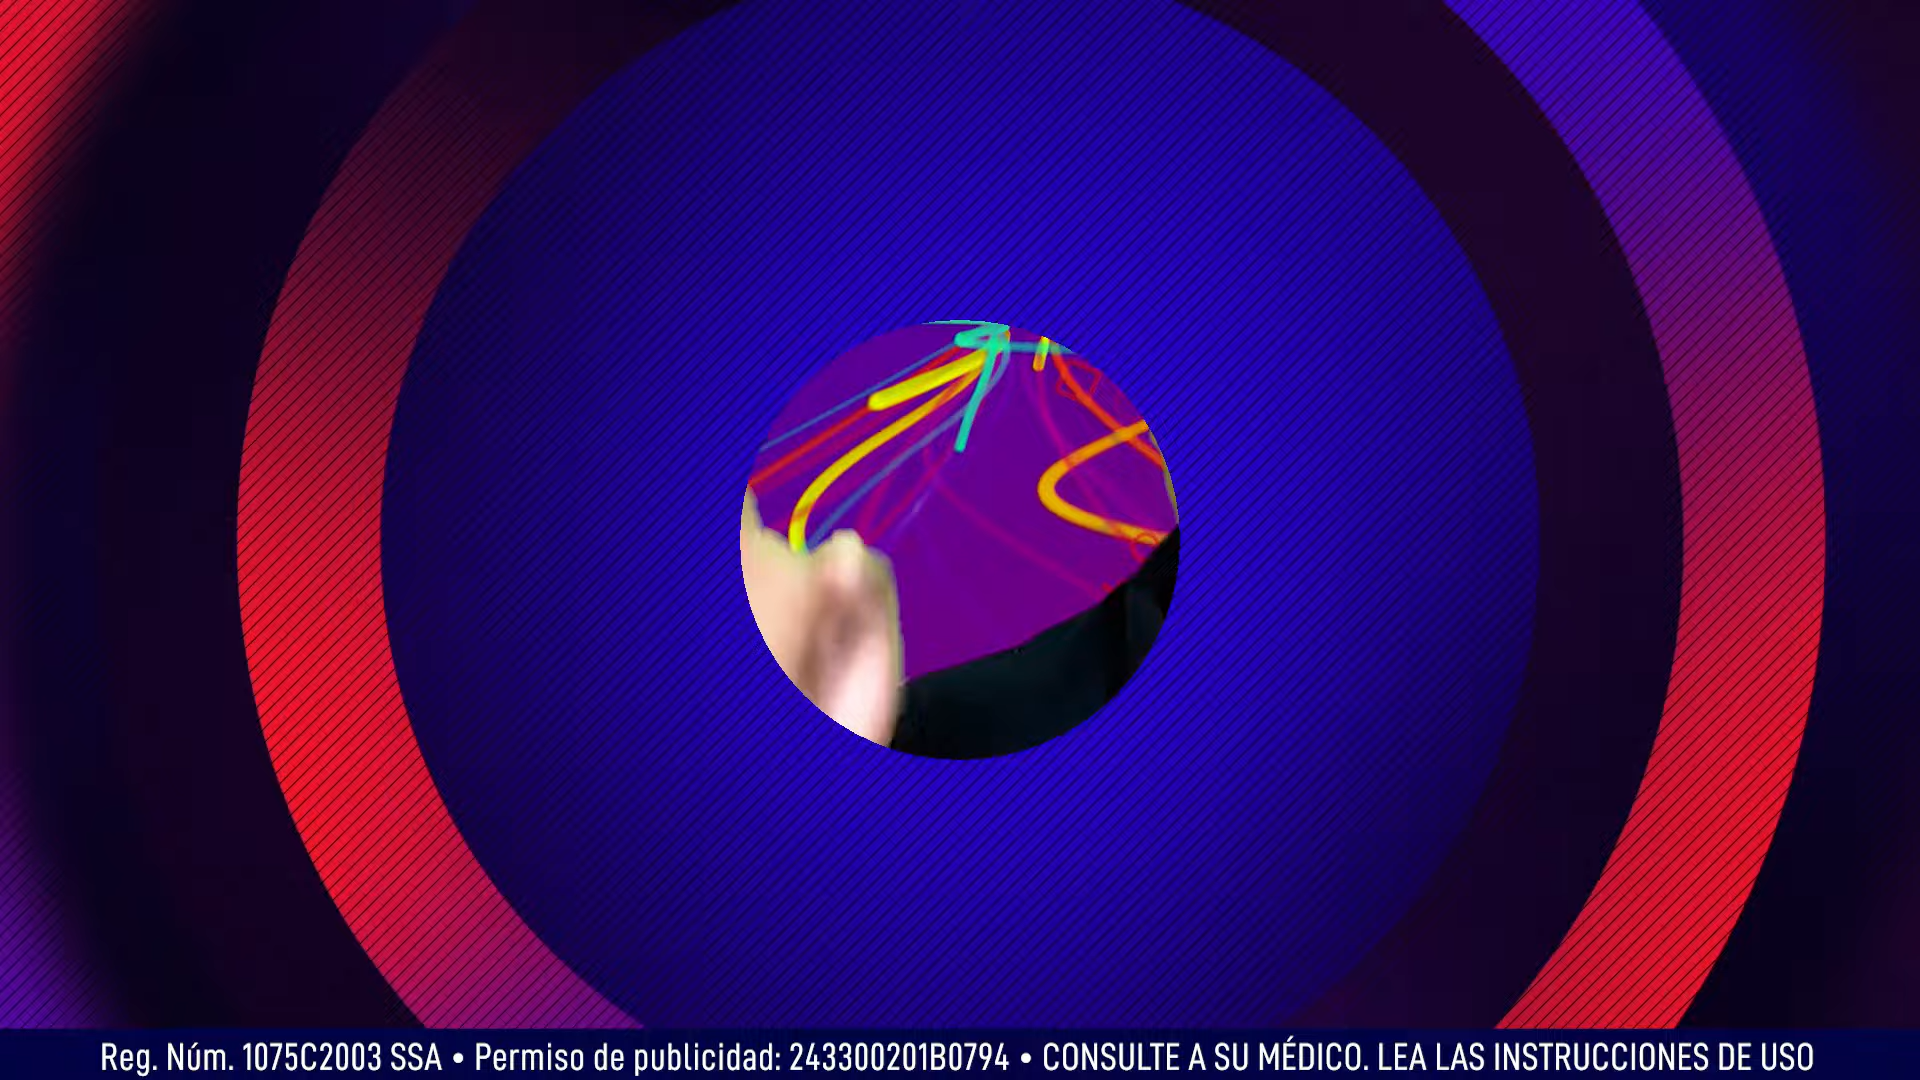 Reg. Núm. 1075C2003 SSA • Permiso de publicidad: 243300201B0794 • CONSULTE A SU MÉDICO. LEA LAS INSTRUCCIONES DE USO